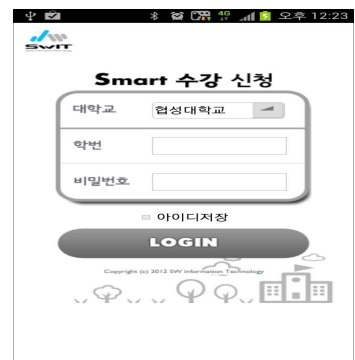 4G 오후 12:23
SWIT
Smart 수강 신청
대학교 협성대학교
학번
비밀번호
아이디저장
LOGIN
Copyright (c) 2012 SW information Technology